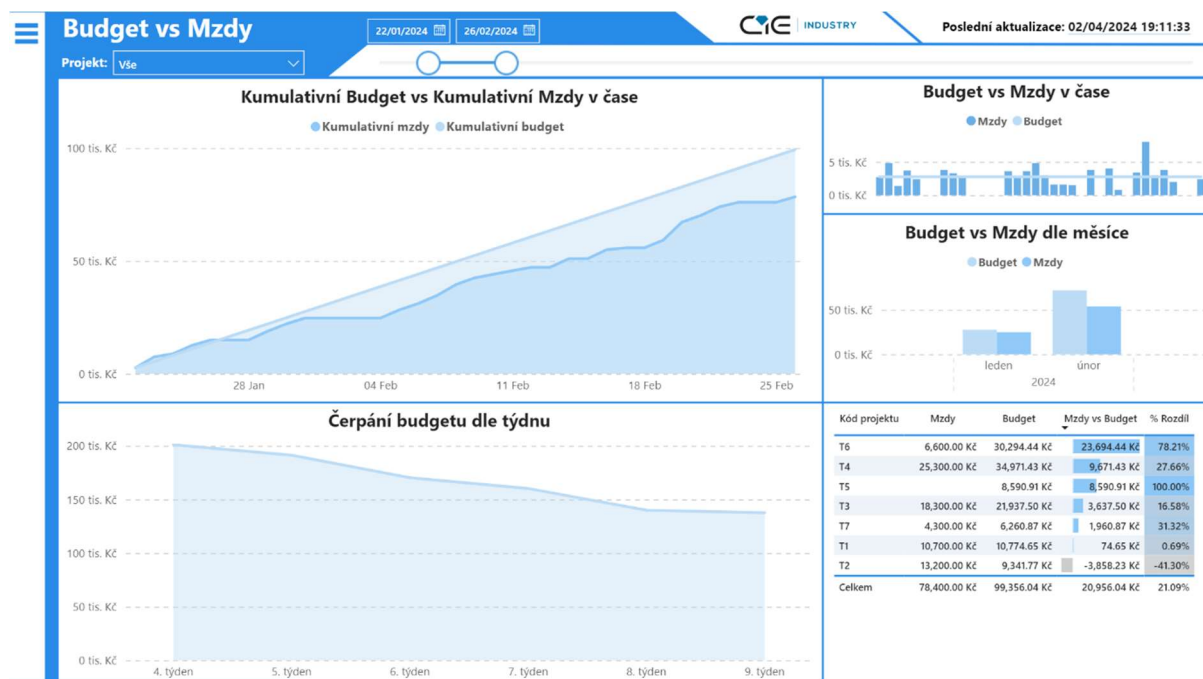 Budget vs Mzdy
22/01/2024 26/02/2024
CIE INDUSTRY
Poslední aktualizace: 02/04/2024 19:11:33
Projekt: Vše
Kumulativní Budget vs Kumulativní Mzdy v čase
Kumulativní mzdy Kumulativní budget
100 tis. Kč
50 tis. Kč
0 tis. Kč
28 Jan 04 Feb 11 Feb 18 Feb 25 Feb
Budget vs Mzdy v čase
Mzdy Budget
5 tis. Kč
0 tis. Kč
Budget vs Mzdy dle měsíce
Budget Mzdy
50 tis. Kč
0 tis. Kč
leden únor
2024
Čerpání budgetu dle týdnu
200 tis. Kč
150 tis. Kč
100 tis. Kč
50 tis. Kč
0 tis. Kč
4. týden 5. týden 6. týden 7. týden 8. týden 9. týden
Kód projektu Mzdy Budget Mzdy vs Budget % Rozdíl
T6 6,600.00 Kč 30,294.44 Kč 23,694.44 Kč 78.21%
T4 25,300.00 Kč 34,971.43 Kč 9,671.43 Kč 27.66%
T5 8,590.91 Kč 8,590.91 Kč 100.00%
T3 18,300.00 Kč 21,937.50 Kč 3,637.50 Kč 16.58%
T7 4,300.00 Kč 6,260.87 Kč 1,960.87 Kč 31.32%
T1 10,700.00 Kč 10,774.65 Kč 74.65 Kč 0.69%
T2 13,200.00 Kč 9,341.77 Kč -3,858.23 Kč -41.30%
Celkem 78,400.00 Kč 99,356.04 Kč 20,956.04 Kč 21.09%